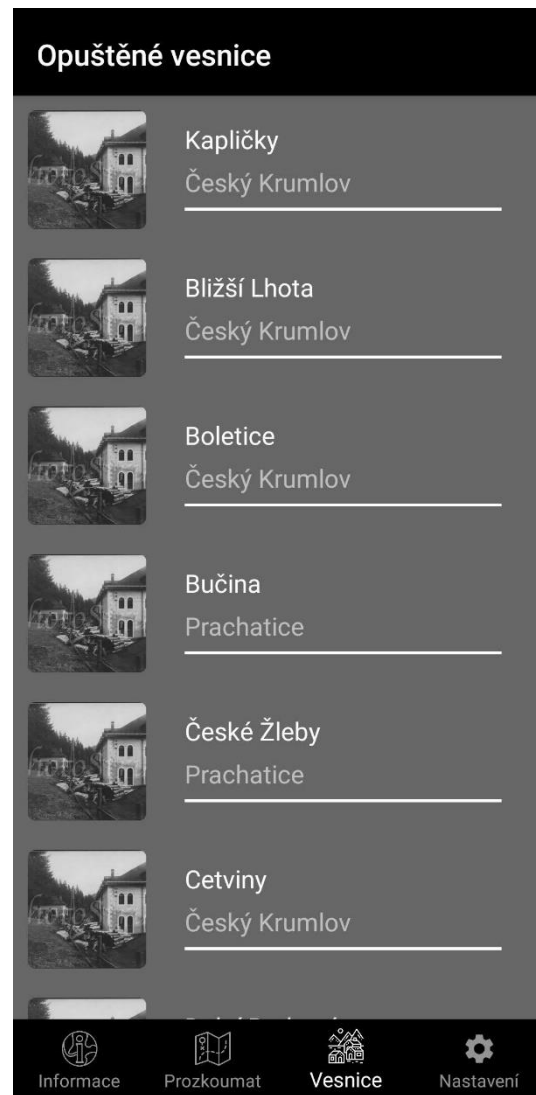 Opuštěné vesnice
Kapličky
Český Krumlov
Bližší Lhota
Český Krumlov
Boletice
Český Krumlov
Bučina
Prachatice
České Žleby
Prachatice
Cetviny
Český Krumlov
Informace
Prozkoumat
Vesnice
Nastavení